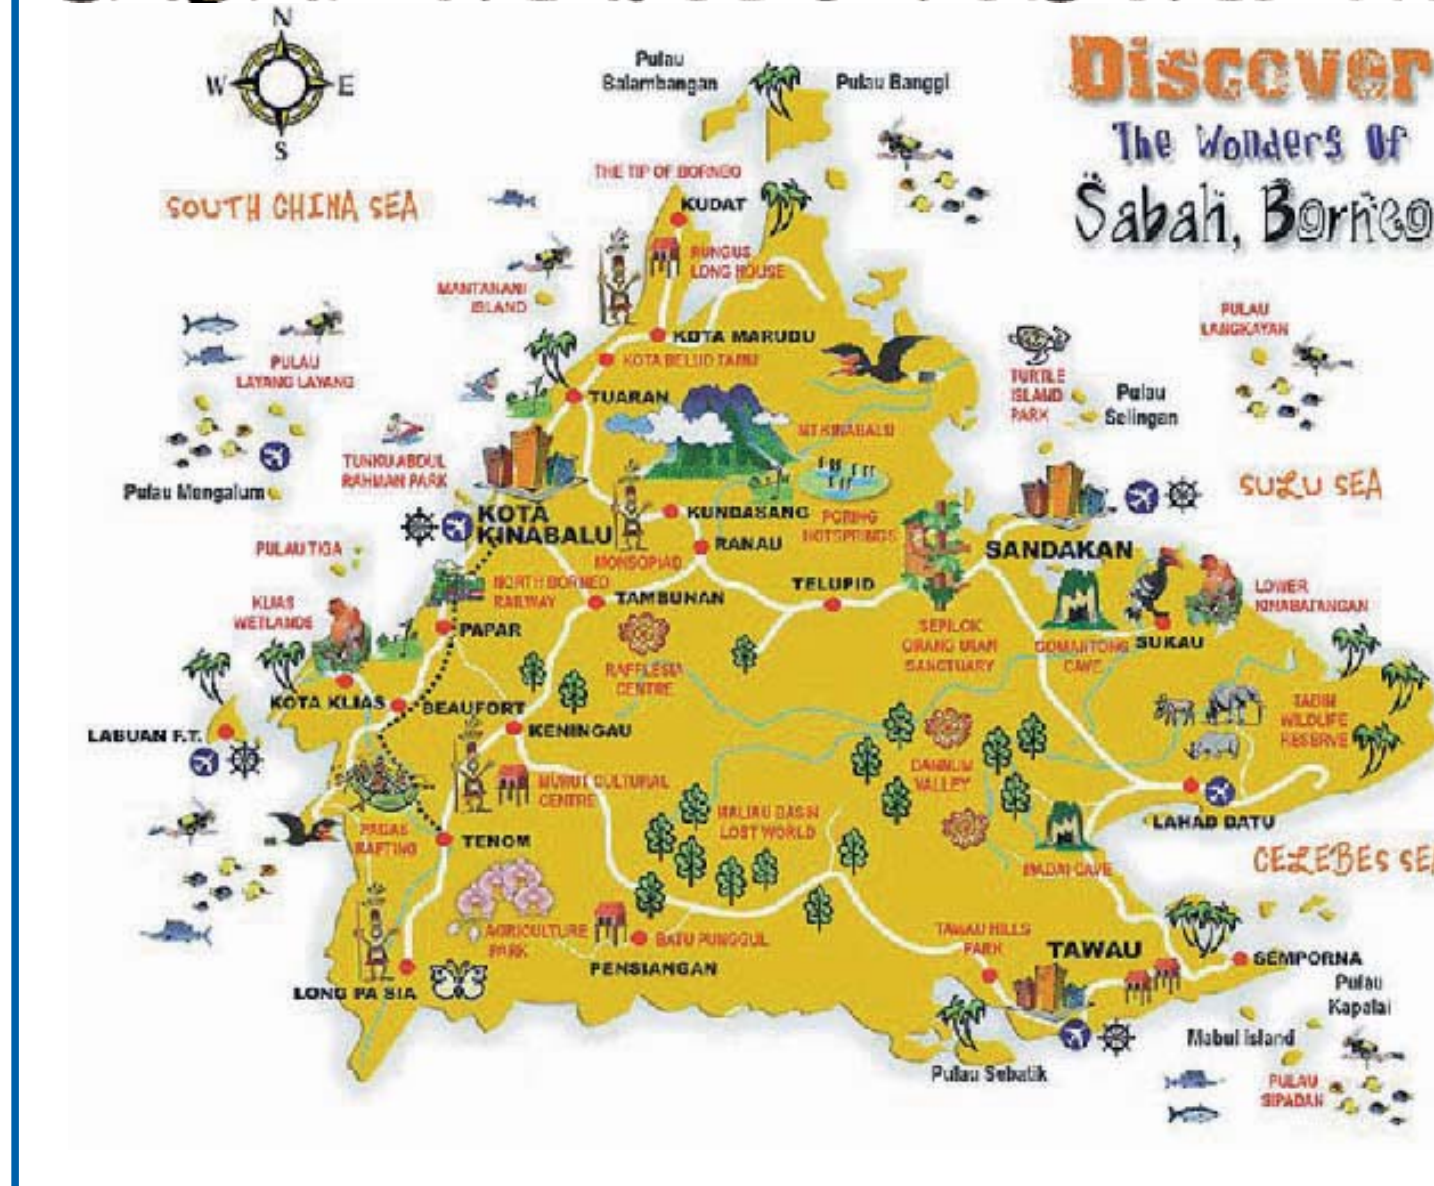 N
W
E
S
Pulau
Balambangan
Pulau Banggi
Discover
The Wonders Of
Sabah, Borneo
SOUTH CHINA SEA
THE TIP OF BORNEO
KUDAT
RUNGUS
LONG HOUSE
MANTANANI
ISLAND
PULAU
LAYANG LAYANG
KOTA MARUDU
KOTA BELUD TAMU
TUARAN
PULAU
LANGKAYAN
TURTLE
ISLAND
PARK
Pulau
Selingan
MT KINABALU
TUNKU ABDUL
RAHMAN PARK
Pulau Mengalum
SULU SEA
KOTA
KINABALU
KUNDASANG
PORING
HOTSPRINGS
RANAU
MONSOPIAD
SANDAKAN
PULAU TIGA
NORTH BORNEO
RAILWAY
TAMBUNAN
TELUPID
LOWER
KINABATANGAN
KLIAS
WETLANDS
PAPAR
SEPILOK
ORANG UTAN
SANCTUARY
GOMANTONG
CAVE
SUKAU
RAFFLESIA
CENTRE
KOTA KLIAS
BEAUFORT
KENINGAU
LABUAN F.T.
TABIN
WILDLIFE
RESERVE
DANNUM
VALLEY
MURUT CULTURAL
CENTRE
MALIAU BASIN
LOST WORLD
PADAS
RAFTING
TENOM
LAHAD DATU
CELEBES SEA
MADAI CAVE
AGRICULTURE
PARK
BATU PUNGGUL
PENSIANGAN
TAWAU HILLS
PARK
TAWAU
SEMPORNA
LONG PA SIA
Pulau
Kapalai
Mabul Island
Pulau Sebatik
PULAU
SIPADAN